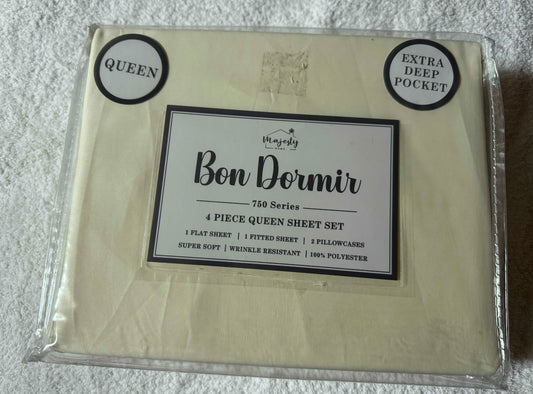 QUEEN
EXTRA
DEEP
POCKET
Majesty
HOME
Bon Dormir
750 Series
4 PIECE QUEEN SHEET SET
1 FLAT SHEET | 1 FITTED SHEET | 2 PILLOWCASES
SUPER SOFT | WRINKLE RESISTANT | 100% POLYESTER